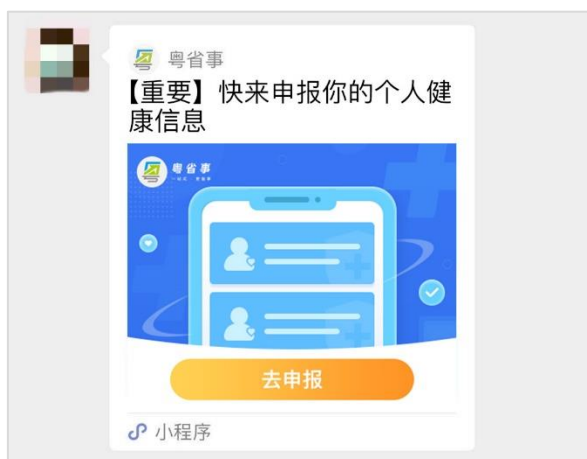 粤省事
【重要】快来申报你的个人健
康信息
粤省事
去申报
小程序